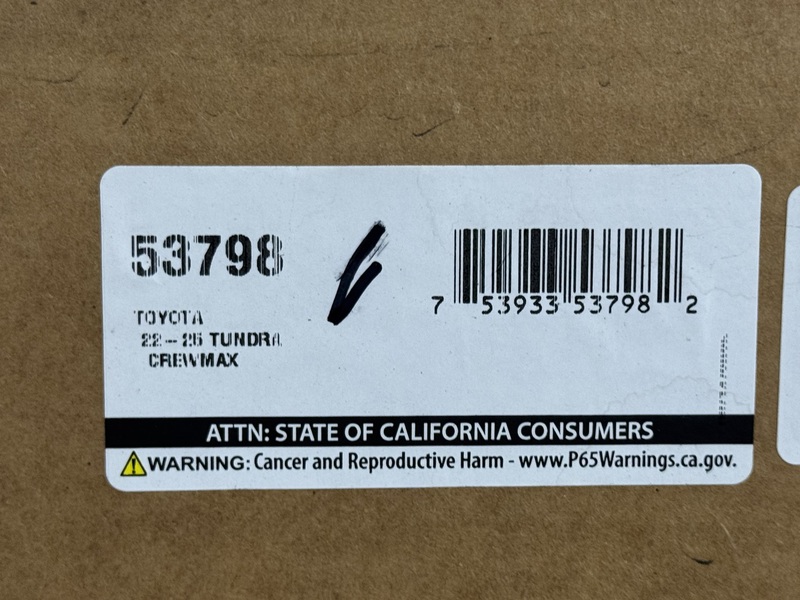 53798
7 53933 53798 2
TOYOTA
22-25 TUNDRA
CREWMAX
ATTN: STATE OF CALIFORNIA CONSUMERS
WARNING: Cancer and Reproductive Harm - www.P65Warnings.ca.gov.